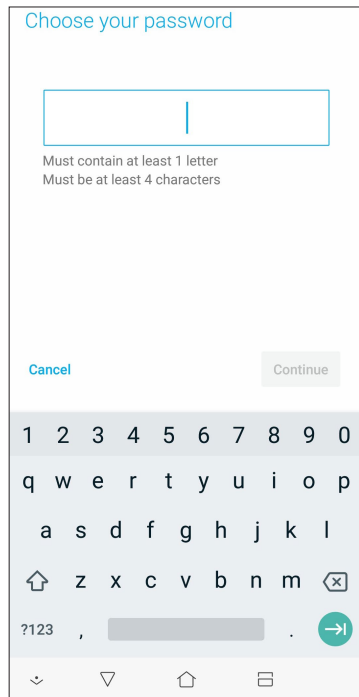 Choose your password
Must contain at least 1 letter
Must be at least 4 characters
Cancel Continue
1 2 3 4 5 6 7 8 9 0
q w e r t y u i o p
a s d f g h j k l
z x c v b n m
?123 , .